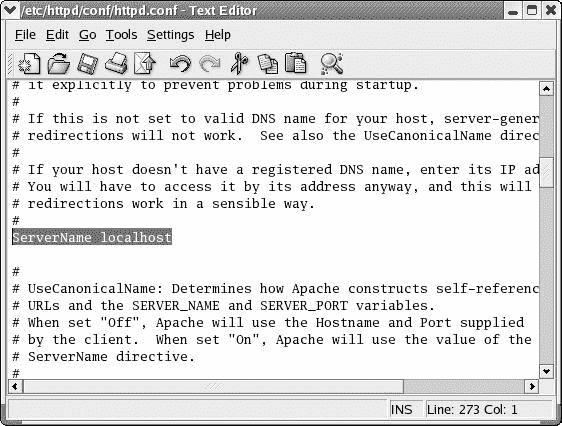 /etc/httpd/conf/httpd.conf - Text Editor
File Edit Go Tools Settings Help
# it explicitly to prevent problems during startup.
#
# If this is not set to valid DNS name for your host, server-gener
# redirections will not work.  See also the UseCanonicalName direc
#
# If your host doesn't have a registered DNS name, enter its IP ad
# You will have to access it by its address anyway, and this will
# redirections work in a sensible way.
#
ServerName localhost
#
# UseCanonicalName: Determines how Apache constructs self-referenc
# URLs and the SERVER_NAME and SERVER_PORT variables.
# When set "Off", Apache will use the Hostname and Port supplied
# by the client.  When set "On", Apache will use the value of the
# ServerName directive.
#
INS Line: 273 Col: 1